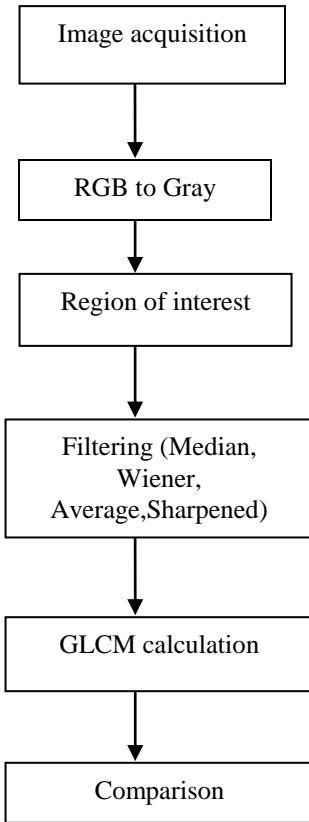 Image acquisition
RGB to Gray
Region of interest
Filtering (Median,
Wiener,
Average,Sharpened)
GLCM calculation
Comparison